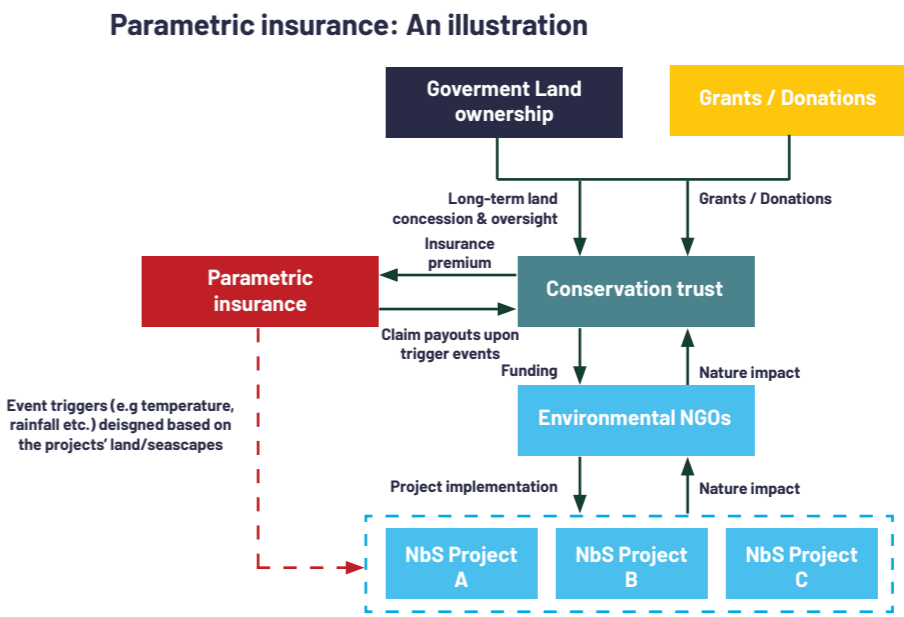 Parametric insurance: An illustration
Goverment Land
ownership
Grants / Donations
Long-term land
concession & oversight
Grants / Donations
Insurance
premium
Parametric
insurance
Conservation trust
Claim payouts upon
trigger events
Funding
Nature impact
Event triggers (e.g temperature,
rainfall etc.) deisgned based on
the projects' land/seascapes
Environmental NGOs
Project implementation
Nature impact
NbS Project
A
NbS Project
B
NbS Project
C